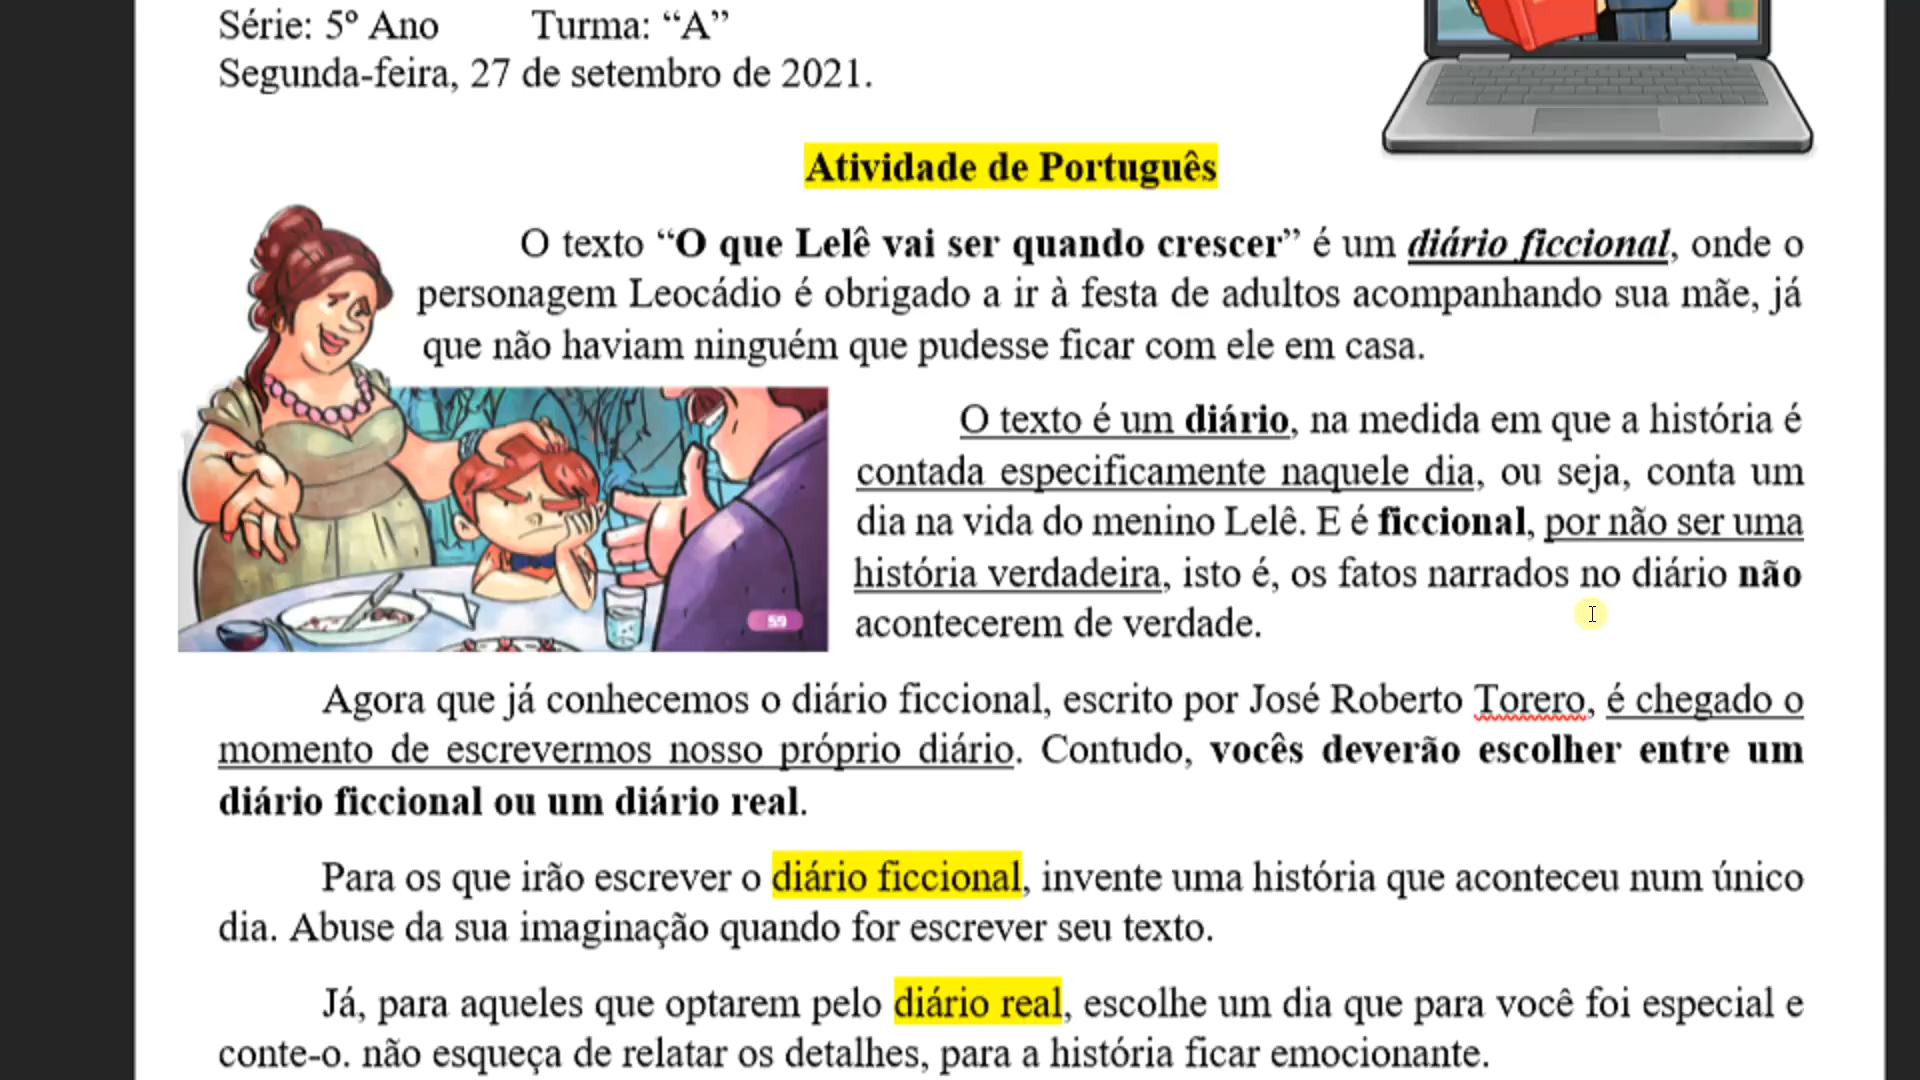 Série: 5º Ano Turma: “A”
Segunda-feira, 27 de setembro de 2021.
Atividade de Português
O texto “O que Lelê vai ser quando crescer” é um diário ficcional, onde o
personagem Leocádio é obrigado a ir à festa de adultos acompanhando sua mãe, já
que não haviam ninguém que pudesse ficar com ele em casa.
O texto é um diário, na medida em que a história é
contada especificamente naquele dia, ou seja, conta um
dia na vida do menino Lelê. E é ficcional, por não ser uma
história verdadeira, isto é, os fatos narrados no diário não
acontecerem de verdade.
59
Agora que já conhecemos o diário ficcional, escrito por José Roberto Torero, é chegado o
momento de escrevermos nosso próprio diário. Contudo, vocês deverão escolher entre um
diário ficcional ou um diário real.
Para os que irão escrever o diário ficcional, invente uma história que aconteceu num único
dia. Abuse da sua imaginação quando for escrever seu texto.
Já, para aqueles que optarem pelo diário real, escolhe um dia que para você foi especial e
conte-o. não esqueça de relatar os detalhes, para a história ficar emocionante.